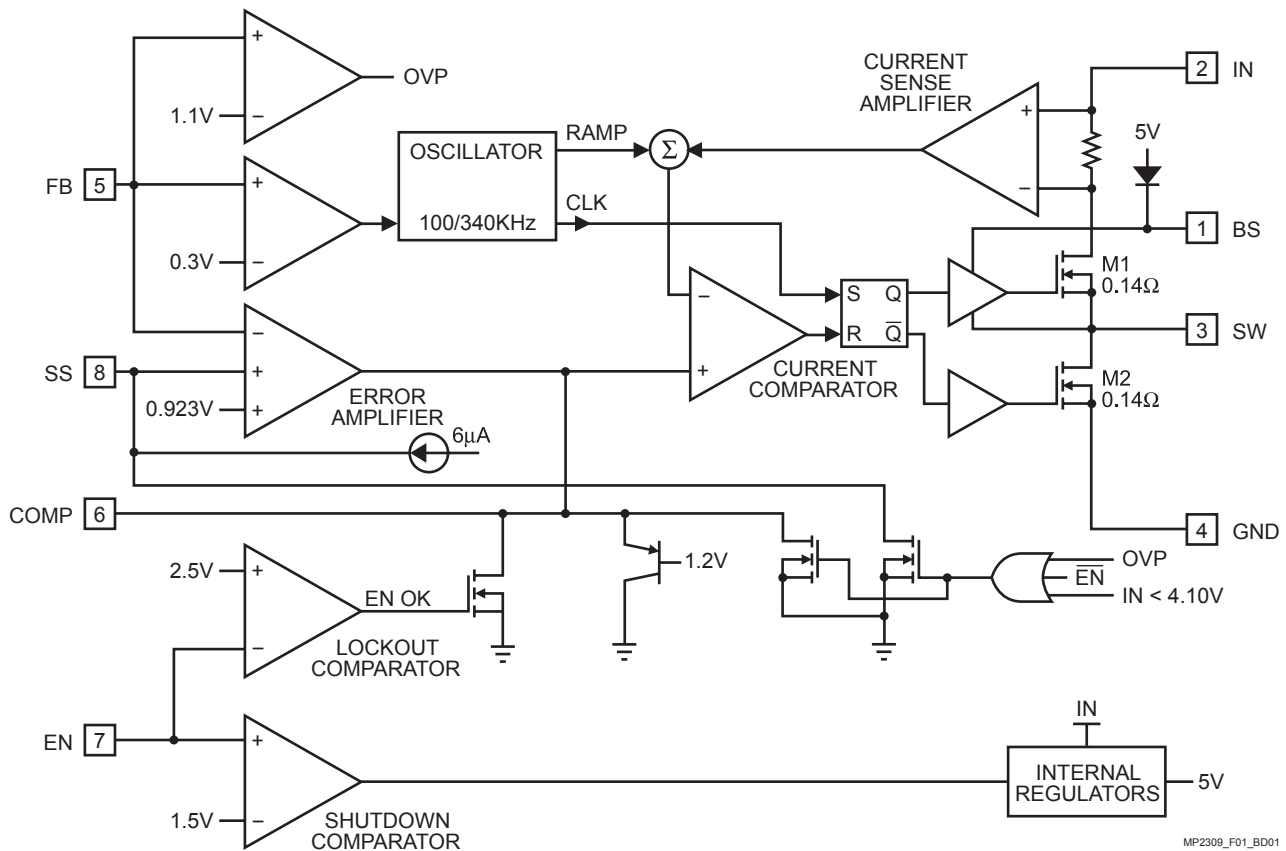 +
OVP
1.1V
−
CURRENT
SENSE
AMPLIFIER
2 IN
+
5V
RAMP
OSCILLATOR
Σ
FB 5
+
−
CLK
100/340KHz
1 BS
0.3V
−
M1
0.14Ω
S Q
−
R Q̅
3 SW
−
SS 8
+
+
CURRENT
COMPARATOR
M2
0.14Ω
0.923V
+
ERROR
AMPLIFIER
6µA
COMP 6
4 GND
2.5V
+
1.2V
OVP
E̅N̅
EN OK
IN < 4.10V
−
LOCKOUT
COMPARATOR
IN
EN 7
+
INTERNAL
REGULATORS
5V
1.5V
−
SHUTDOWN
COMPARATOR
MP2309_F01_BD01